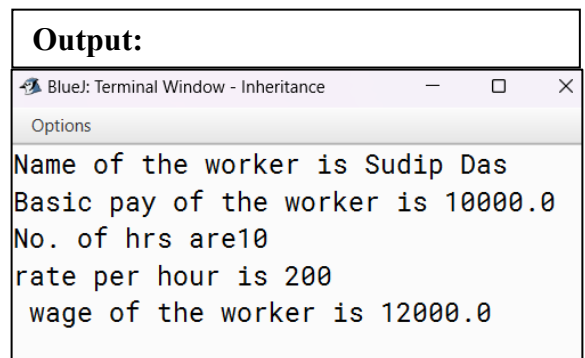 Output:
BlueJ: Terminal Window - Inheritance
Options
Name of the worker is Sudip Das
Basic pay of the worker is 10000.0
No. of hrs are10
rate per hour is 200
 wage of the worker is 12000.0